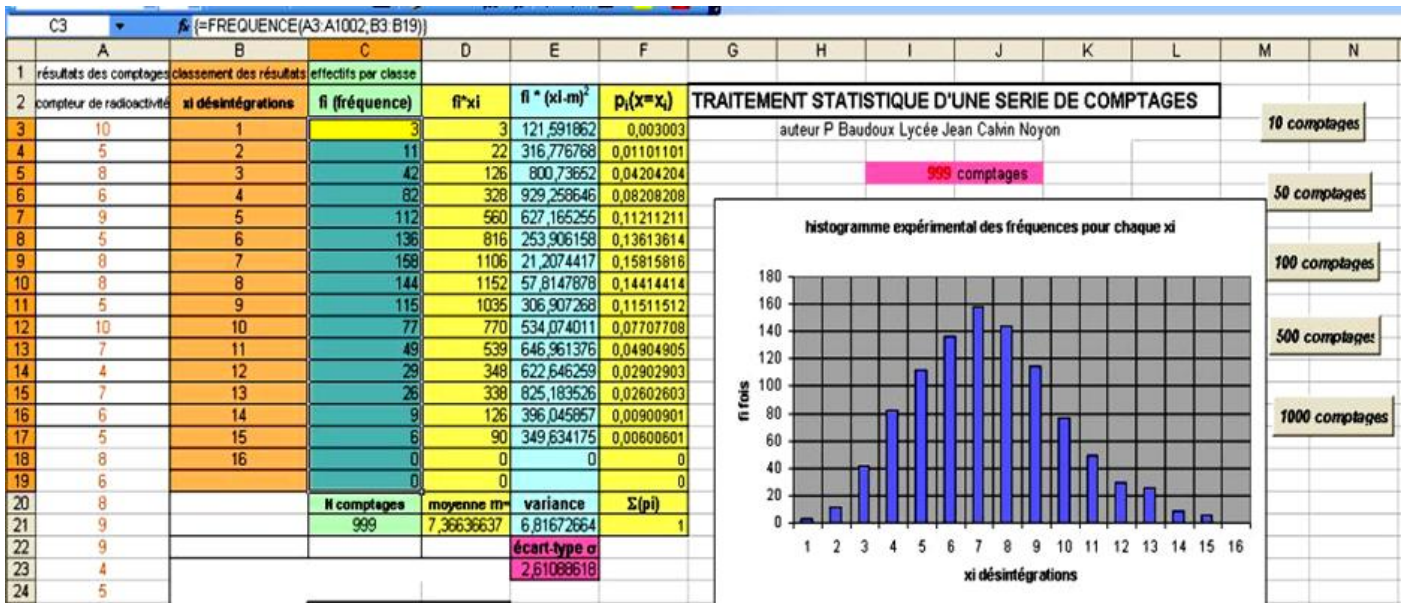 C3 fx {=FREQUENCE(A3:A1002;B3:B19)}
A B C D E F G H I J K L M N
1 résultats des comptages classement des résultats effectifs par classe
2 compteur de radioactivité xi désintégrations fi (fréquence) fi*xi fi * (xi-m)² pi(x=xi) TRAITEMENT STATISTIQUE D'UNE SERIE DE COMPTAGES
3 10 1 3 3 121,591862 0,003003 auteur P Baudoux Lycée Jean Calvin Noyon
4 5 2 11 22 316,776768 0,01101101
5 8 3 42 126 800,73652 0,04204204 999 comptages
6 6 4 82 328 929,258646 0,08208208
7 9 5 112 560 627,165255 0,11211211
8 5 6 136 816 253,906158 0,13613614
9 8 7 158 1106 21,2074417 0,15815816
10 8 8 144 1152 57,8147878 0,14414414
11 5 9 115 1035 306,907268 0,11511512
12 10 10 77 770 534,074011 0,07707708
13 7 11 49 539 646,961376 0,04904905
14 4 12 29 348 622,646259 0,02902903
15 7 13 26 338 825,183526 0,02602603
16 6 14 9 126 396,045857 0,00900901
17 5 15 6 90 349,634175 0,00600601
18 8 16 0 0 0 0
19 6 0 0 0
20 8 N comptages moyenne m= variance Σ(pi)
21 9 999 7,36636637 6,81672664 1
22 9 écart-type σ
23 4 2,61088618
24 5
histogramme expérimental des fréquences pour chaque xi
fi fois
180
160
140
120
100
80
60
40
20
0
1 2 3 4 5 6 7 8 9 10 11 12 13 14 15 16
xi désintégrations
10 comptages
50 comptages
100 comptages
500 comptages
1000 comptages